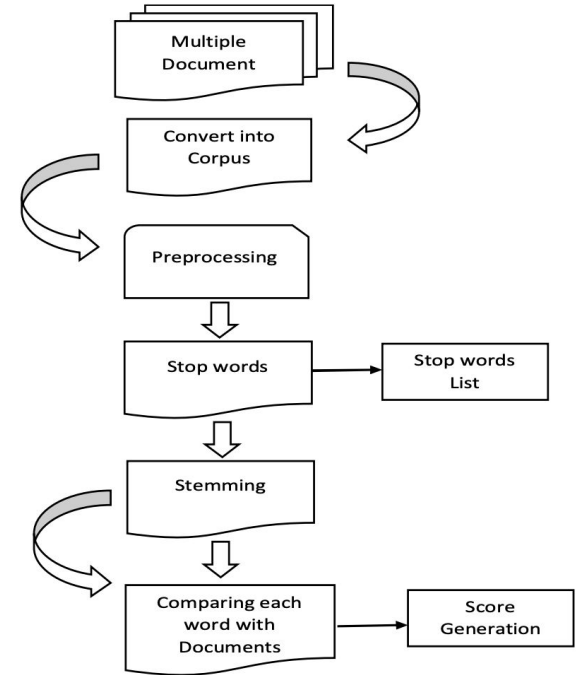 Multiple
Document
Convert into
Corpus
Preprocessing
Stop words
Stop words
List
Stemming
Comparing each
word with
Documents
Score
Generation